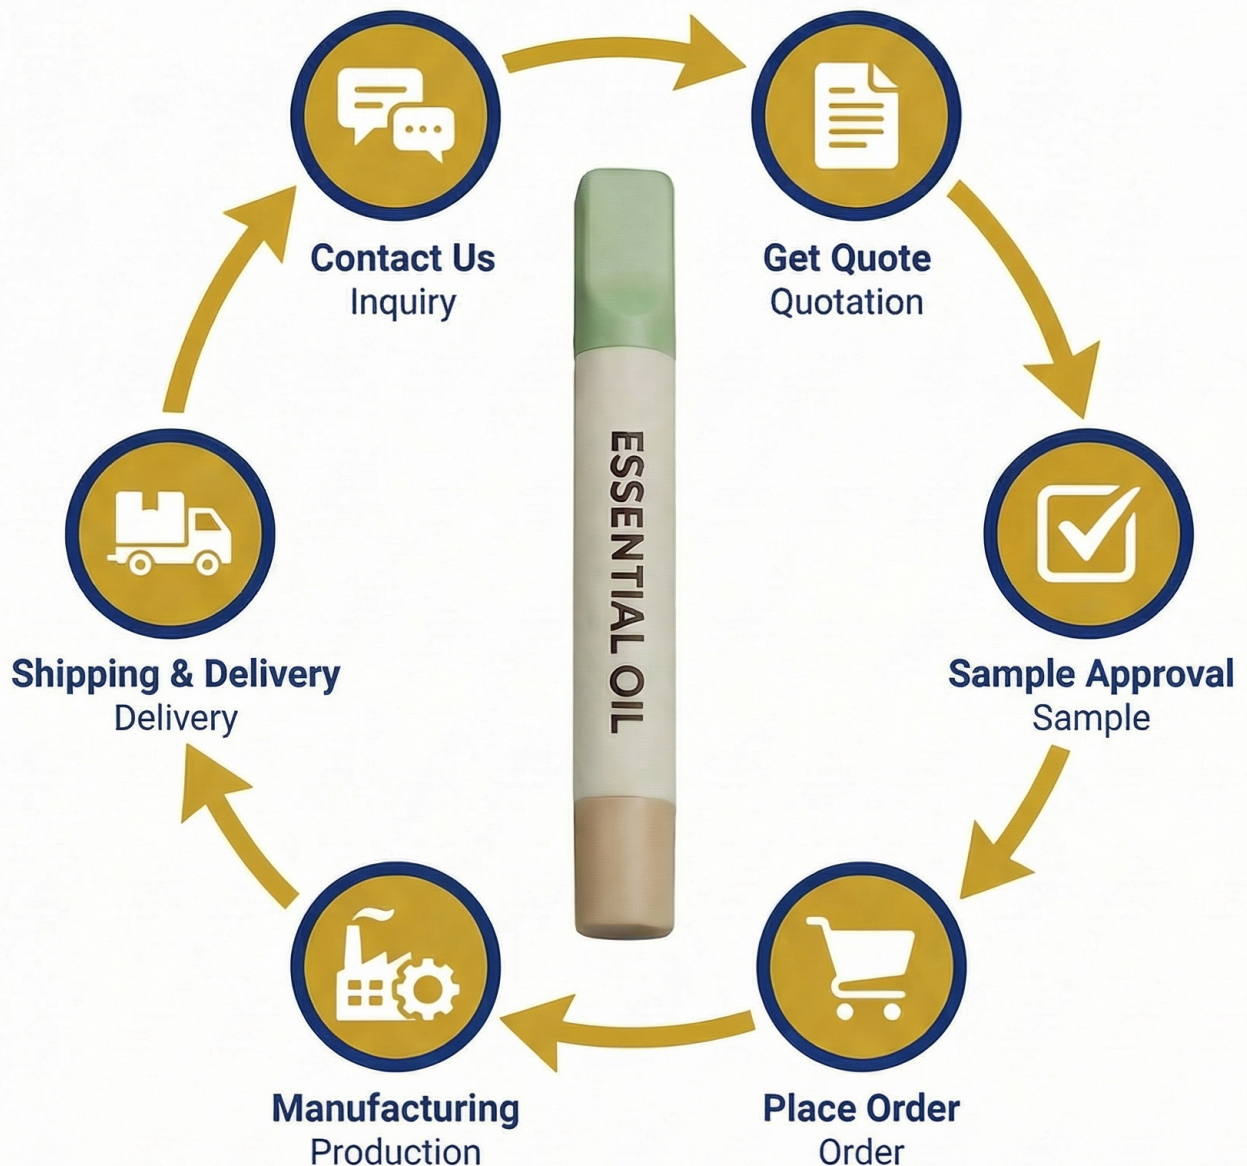 Contact Us
Inquiry
Get Quote
Quotation
ESSENTIAL OIL
Shipping & Delivery
Delivery
Sample Approval
Sample
Manufacturing
Production
Place Order
Order